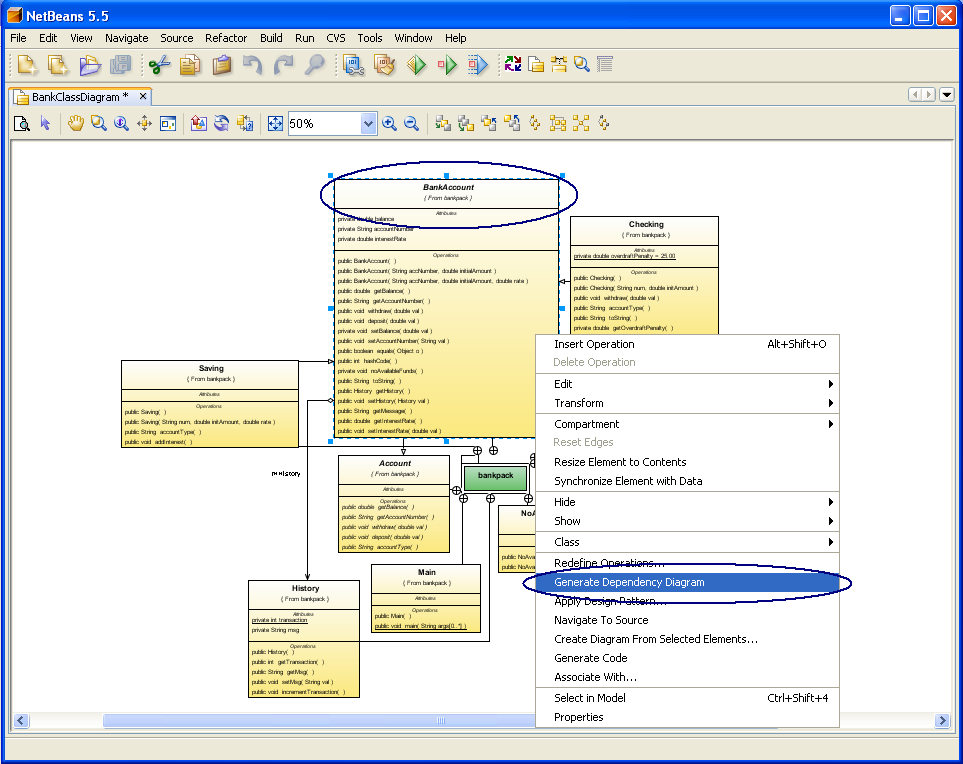 NetBeans 5.5
File Edit View Navigate Source Refactor Build Run CVS Tools Window Help
BankClassDiagram *
50%
BankAccount
{ From bankpack }
Attributes
private double balance
private String accountNumber
private double interestRate
Operations
public BankAccount( )
public BankAccount( String accNumber, double initialAmount )
public BankAccount( String accNumber, double initialAmount, double rate )
public double getBalance( )
public String getAccountNumber( )
public void withdraw( double val )
public void deposit( double val )
private void setBalance( double val )
public void setAccountNumber( String val )
public boolean equals( Object o )
public int hashCode( )
private void noAvailableFunds( )
public String toString( )
public History getHistory( )
public void setHistory( History val )
public String getMessage( )
public double getInterestRate( )
public void setInterestRate( double val )
Checking
{ From bankpack }
Attributes
private double overdraftPenalty = 25.00
Operations
public Checking( )
public Checking( String num, double initAmount )
public void withdraw( double val )
public String accountType( )
public String toString( )
private double getOverdraftPenalty( )
Saving
{ From bankpack }
Attributes
Operations
public Saving( )
public Saving( String num, double initAmount, double rate )
public String accountType( )
public void addInterest( )
Account
{ From bankpack }
Attributes
Operations
public double getBalance( )
public String getAccountNumber( )
public void withdraw( double val )
public void deposit( double val )
public String accountType( )
bankpack
NoA
public NoAva
public NoAva
Main
{ From bankpack }
Attributes
Operations
public Main( )
public void main( String args[0..*] )
History
{ From bankpack }
Attributes
private int transaction
private String msg
Operations
public History( )
public int getTransaction( )
public String getMsg( )
public void setMsg( String val )
public void incrementTransaction( )
Insert Operation Alt+Shift+O
Delete Operation
Edit
Transform
Compartment
Reset Edges
Resize Element to Contents
Synchronize Element with Data
Hide
Show
Class
Redefine Operations...
Generate Dependency Diagram
Apply Design Pattern...
Navigate To Source
Create Diagram From Selected Elements...
Generate Code
Associate With...
Select in Model Ctrl+Shift+4
Properties